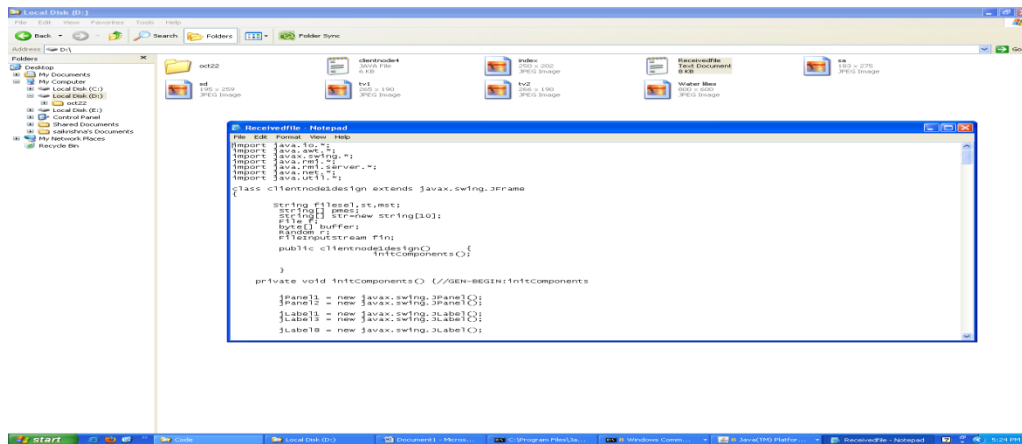 Local Disk (D:)
File Edit View Favorites Tools Help
Back Search Folders Folder Sync
Address D:\ Go
Folders
Desktop
My Documents
My Computer
Local Disk (C:)
Local Disk (D:)
oct22
Local Disk (E:)
Control Panel
Shared Documents
saikrishna's Documents
My Network Places
Recycle Bin
oct22
clientnode4
JAVA File
6 KB
index
250 x 202
JPEG Image
Receivedfile
Text Document
8 KB
sa
183 x 275
JPEG Image
sd
195 x 259
JPEG Image
tv1
265 x 190
JPEG Image
tv2
266 x 190
JPEG Image
Water lilies
800 x 600
JPEG Image
Receivedfile - Notepad
File Edit Format View Help
import java.io.*;
import java.awt.*;
import javax.swing.*;
import java.rmi.*;
import java.rmi.server.*;
import java.net.*;
import java.util.*;
class clientnode1design extends javax.swing.JFrame
{
String filesel,st,mst;
String[] pmes;
String[] str=new String[10];
File f;
byte[] buffer;
Random r;
FileInputStream fin;
public clientnode1design() {
initComponents();
}
private void initComponents() {//GEN-BEGIN:initComponents
jPanel1 = new javax.swing.JPanel();
jPanel2 = new javax.swing.JPanel();
jLabel1 = new javax.swing.JLabel();
jLabel3 = new javax.swing.JLabel();
jLabel8 = new javax.swing.JLabel();
start Code Local Disk (D:) Document1 - Micros... C:\Program Files\Ja... Windows Comm... Java(TM) Platfor... Receivedfile - Notepad 5:24 PM